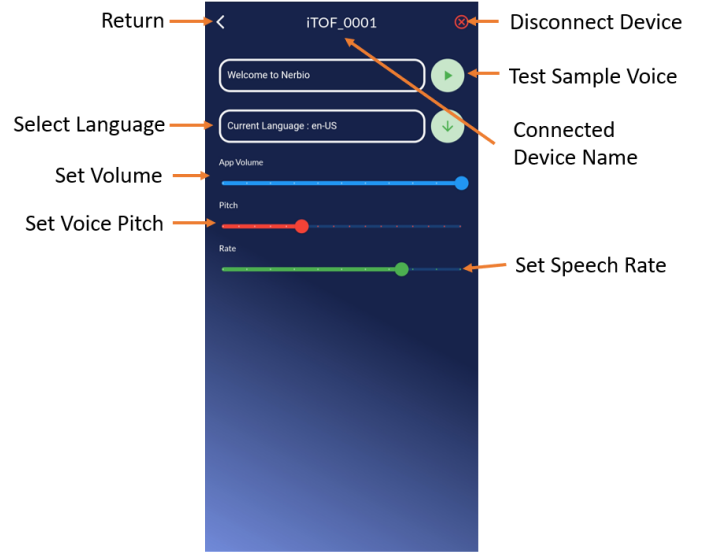 Return
iTOF_0001
Disconnect Device
Welcome to Nerbio
Test Sample Voice
Select Language
Current Language : en-US
Connected
Device Name
App Volume
Set Volume
Pitch
Set Voice Pitch
Rate
Set Speech Rate